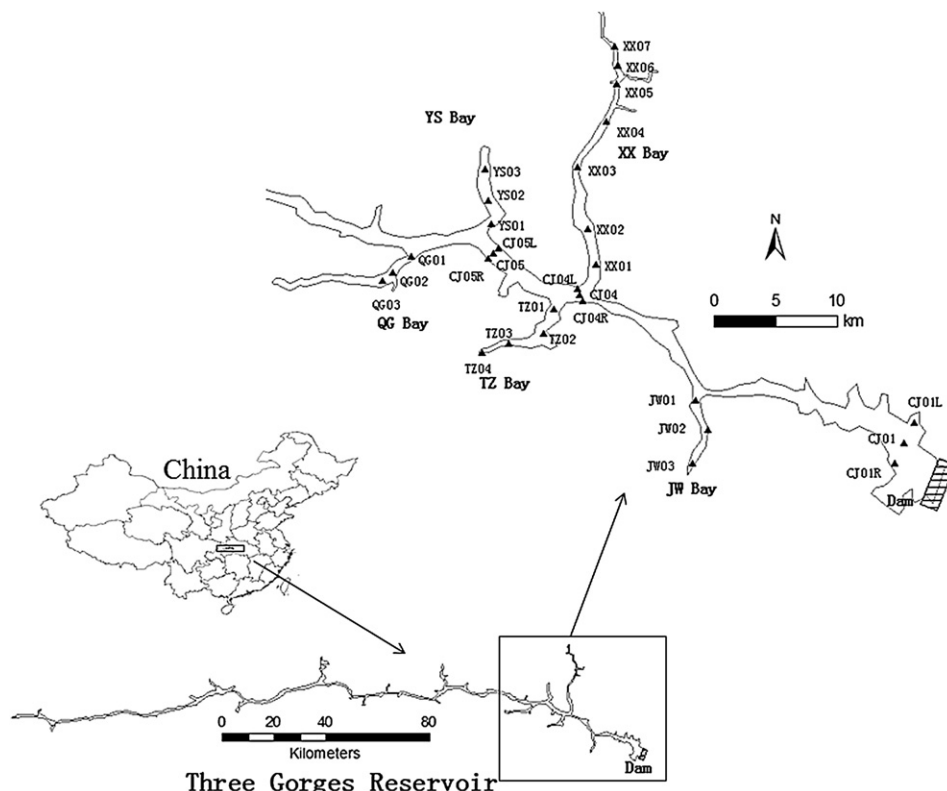 XX07
XX06
XX05
YS Bay
XX04
XX Bay
YS03
XX03
YS02
N
YS01
XX02
CJ05L
QG01
CJ05
XX01
CJ05R
QG02
CJ04L
CJ04
0 5 10
QG03
TZ01
CJ04R
km
QG Bay
TZ03
TZ02
TZ04
TZ Bay
JW01
CJ01L
JW02
CJ01
China
JW03
CJ01R
JW Bay
Dam
0 10 20 40 80
Kilometers
Dam
Three Gorges Reservoir